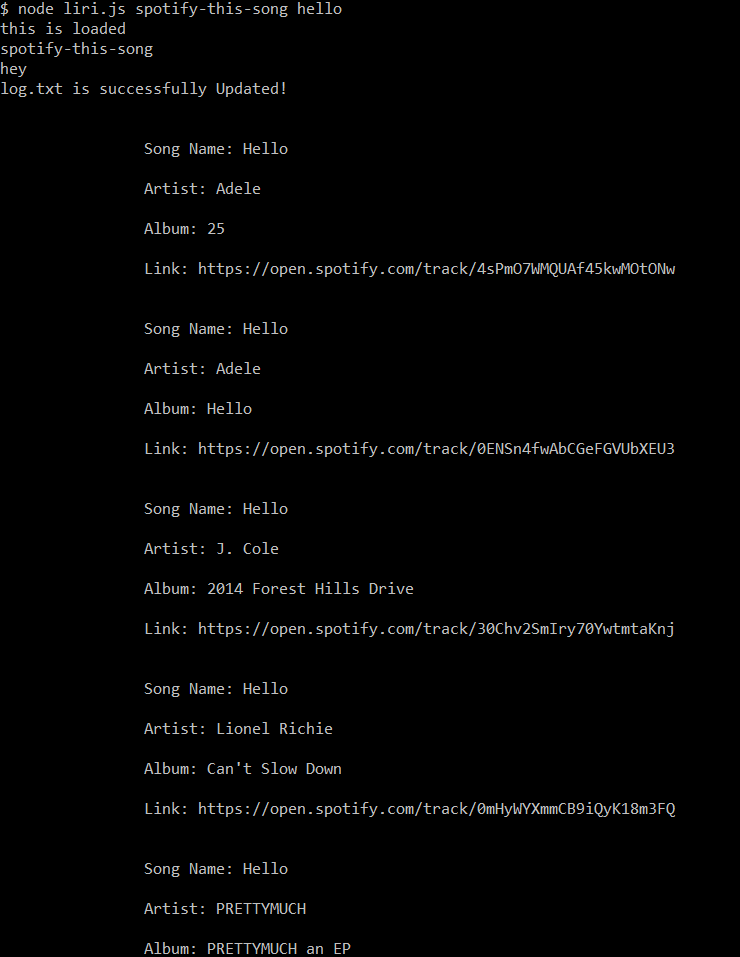 $ node liri.js spotify-this-song hello
this is loaded
spotify-this-song
hey
log.txt is successfully Updated!
Song Name: Hello
Artist: Adele
Album: 25
Link: https://open.spotify.com/track/4sPmO7WMQUAf45kwMOtONw
Song Name: Hello
Artist: Adele
Album: Hello
Link: https://open.spotify.com/track/0ENSn4fwAbCGeFGVUbXEU3
Song Name: Hello
Artist: J. Cole
Album: 2014 Forest Hills Drive
Link: https://open.spotify.com/track/30Chv2SmIry70YwtmtaKnj
Song Name: Hello
Artist: Lionel Richie
Album: Can't Slow Down
Link: https://open.spotify.com/track/0mHyWYXmmCB9iQyK18m3FQ
Song Name: Hello
Artist: PRETTYMUCH
Album: PRETTYMUCH an EP